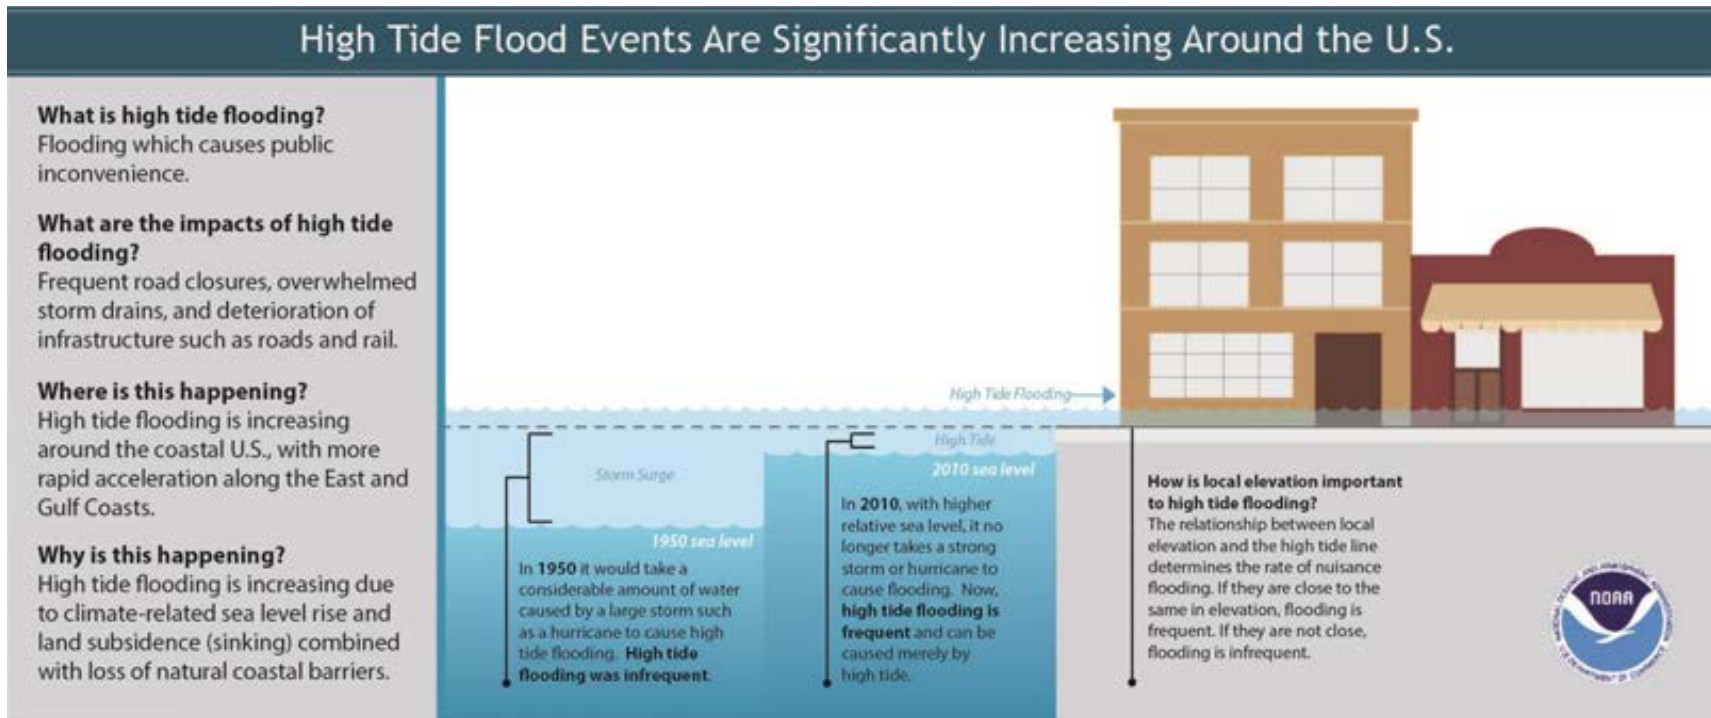 High Tide Flood Events Are Significantly Increasing Around the U.S.
What is high tide flooding?
Flooding which causes public
inconvenience.
What are the impacts of high tide
flooding?
Frequent road closures, overwhelmed
storm drains, and deterioration of
infrastructure such as roads and rail.
Where is this happening?
High tide flooding is increasing
around the coastal U.S., with more
rapid acceleration along the East and
Gulf Coasts.
Why is this happening?
High tide flooding is increasing due
to climate-related sea level rise and
land subsidence (sinking) combined
with loss of natural coastal barriers.
High Tide Flooding
Storm Surge
1950 sea level
In 1950 it would take a
considerable amount of water
caused by a large storm such
as a hurricane to cause high
tide flooding. High tide
flooding was infrequent.
High Tide
2010 sea level
In 2010, with higher
relative sea level, it no
longer takes a strong
storm or hurricane to
cause flooding. Now,
high tide flooding is
frequent and can be
caused merely by
high tide.
How is local elevation important
to high tide flooding?
The relationship between local
elevation and the high tide line
determines the rate of nuisance
flooding. If they are close to the
same in elevation, flooding is
frequent. If they are not close,
flooding is infrequent.
NATIONAL OCEANIC AND ATMOSPHERIC ADMINISTRATION
NOAA
U.S. DEPARTMENT OF COMMERCE